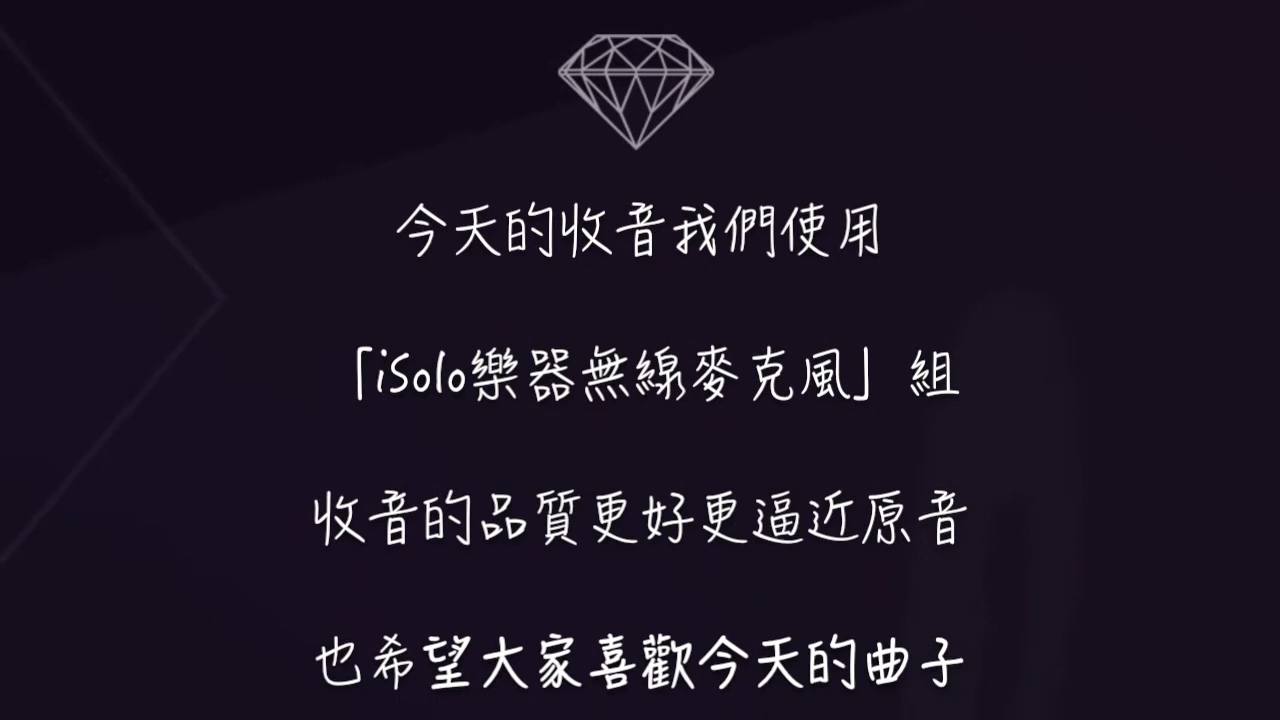 今天的收音我們使用
「iSolo樂器無線麥克風」組
收音的品質更好更逼近原音
也希望大家喜歡今天的曲子